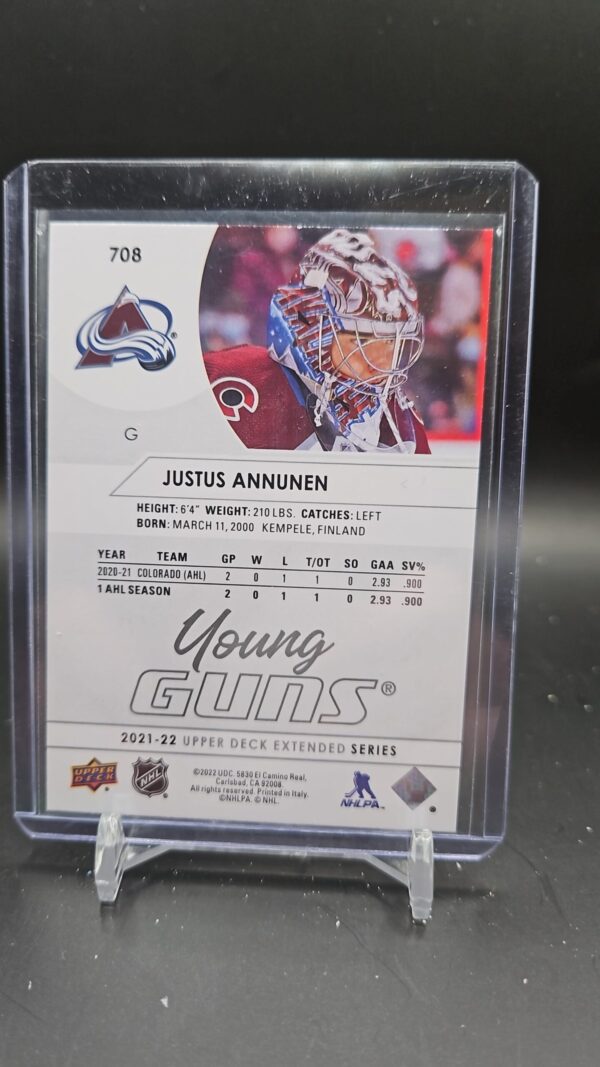 708
®
G
JUSTUS ANNUNEN
HEIGHT: 6'4" WEIGHT: 210 LBS. CATCHES: LEFT
BORN: MARCH 11, 2000 KEMPELE, FINLAND
YEAR TEAM GP W L T/OT SO GAA SV%
2020-21 COLORADO (AHL) 2 0 1 1 0 2.93 .900
1 AHL SEASON 2 0 1 1 0 2.93 .900
Young
GUNS®
2021-22 UPPER DECK EXTENDED SERIES
UPPER DECK
NHL
©2022 UDC. 5830 El Camino Real,
Carlsbad, CA 92008.
All rights reserved. Printed in Italy.
©NHLPA. © NHL.
NHLPA